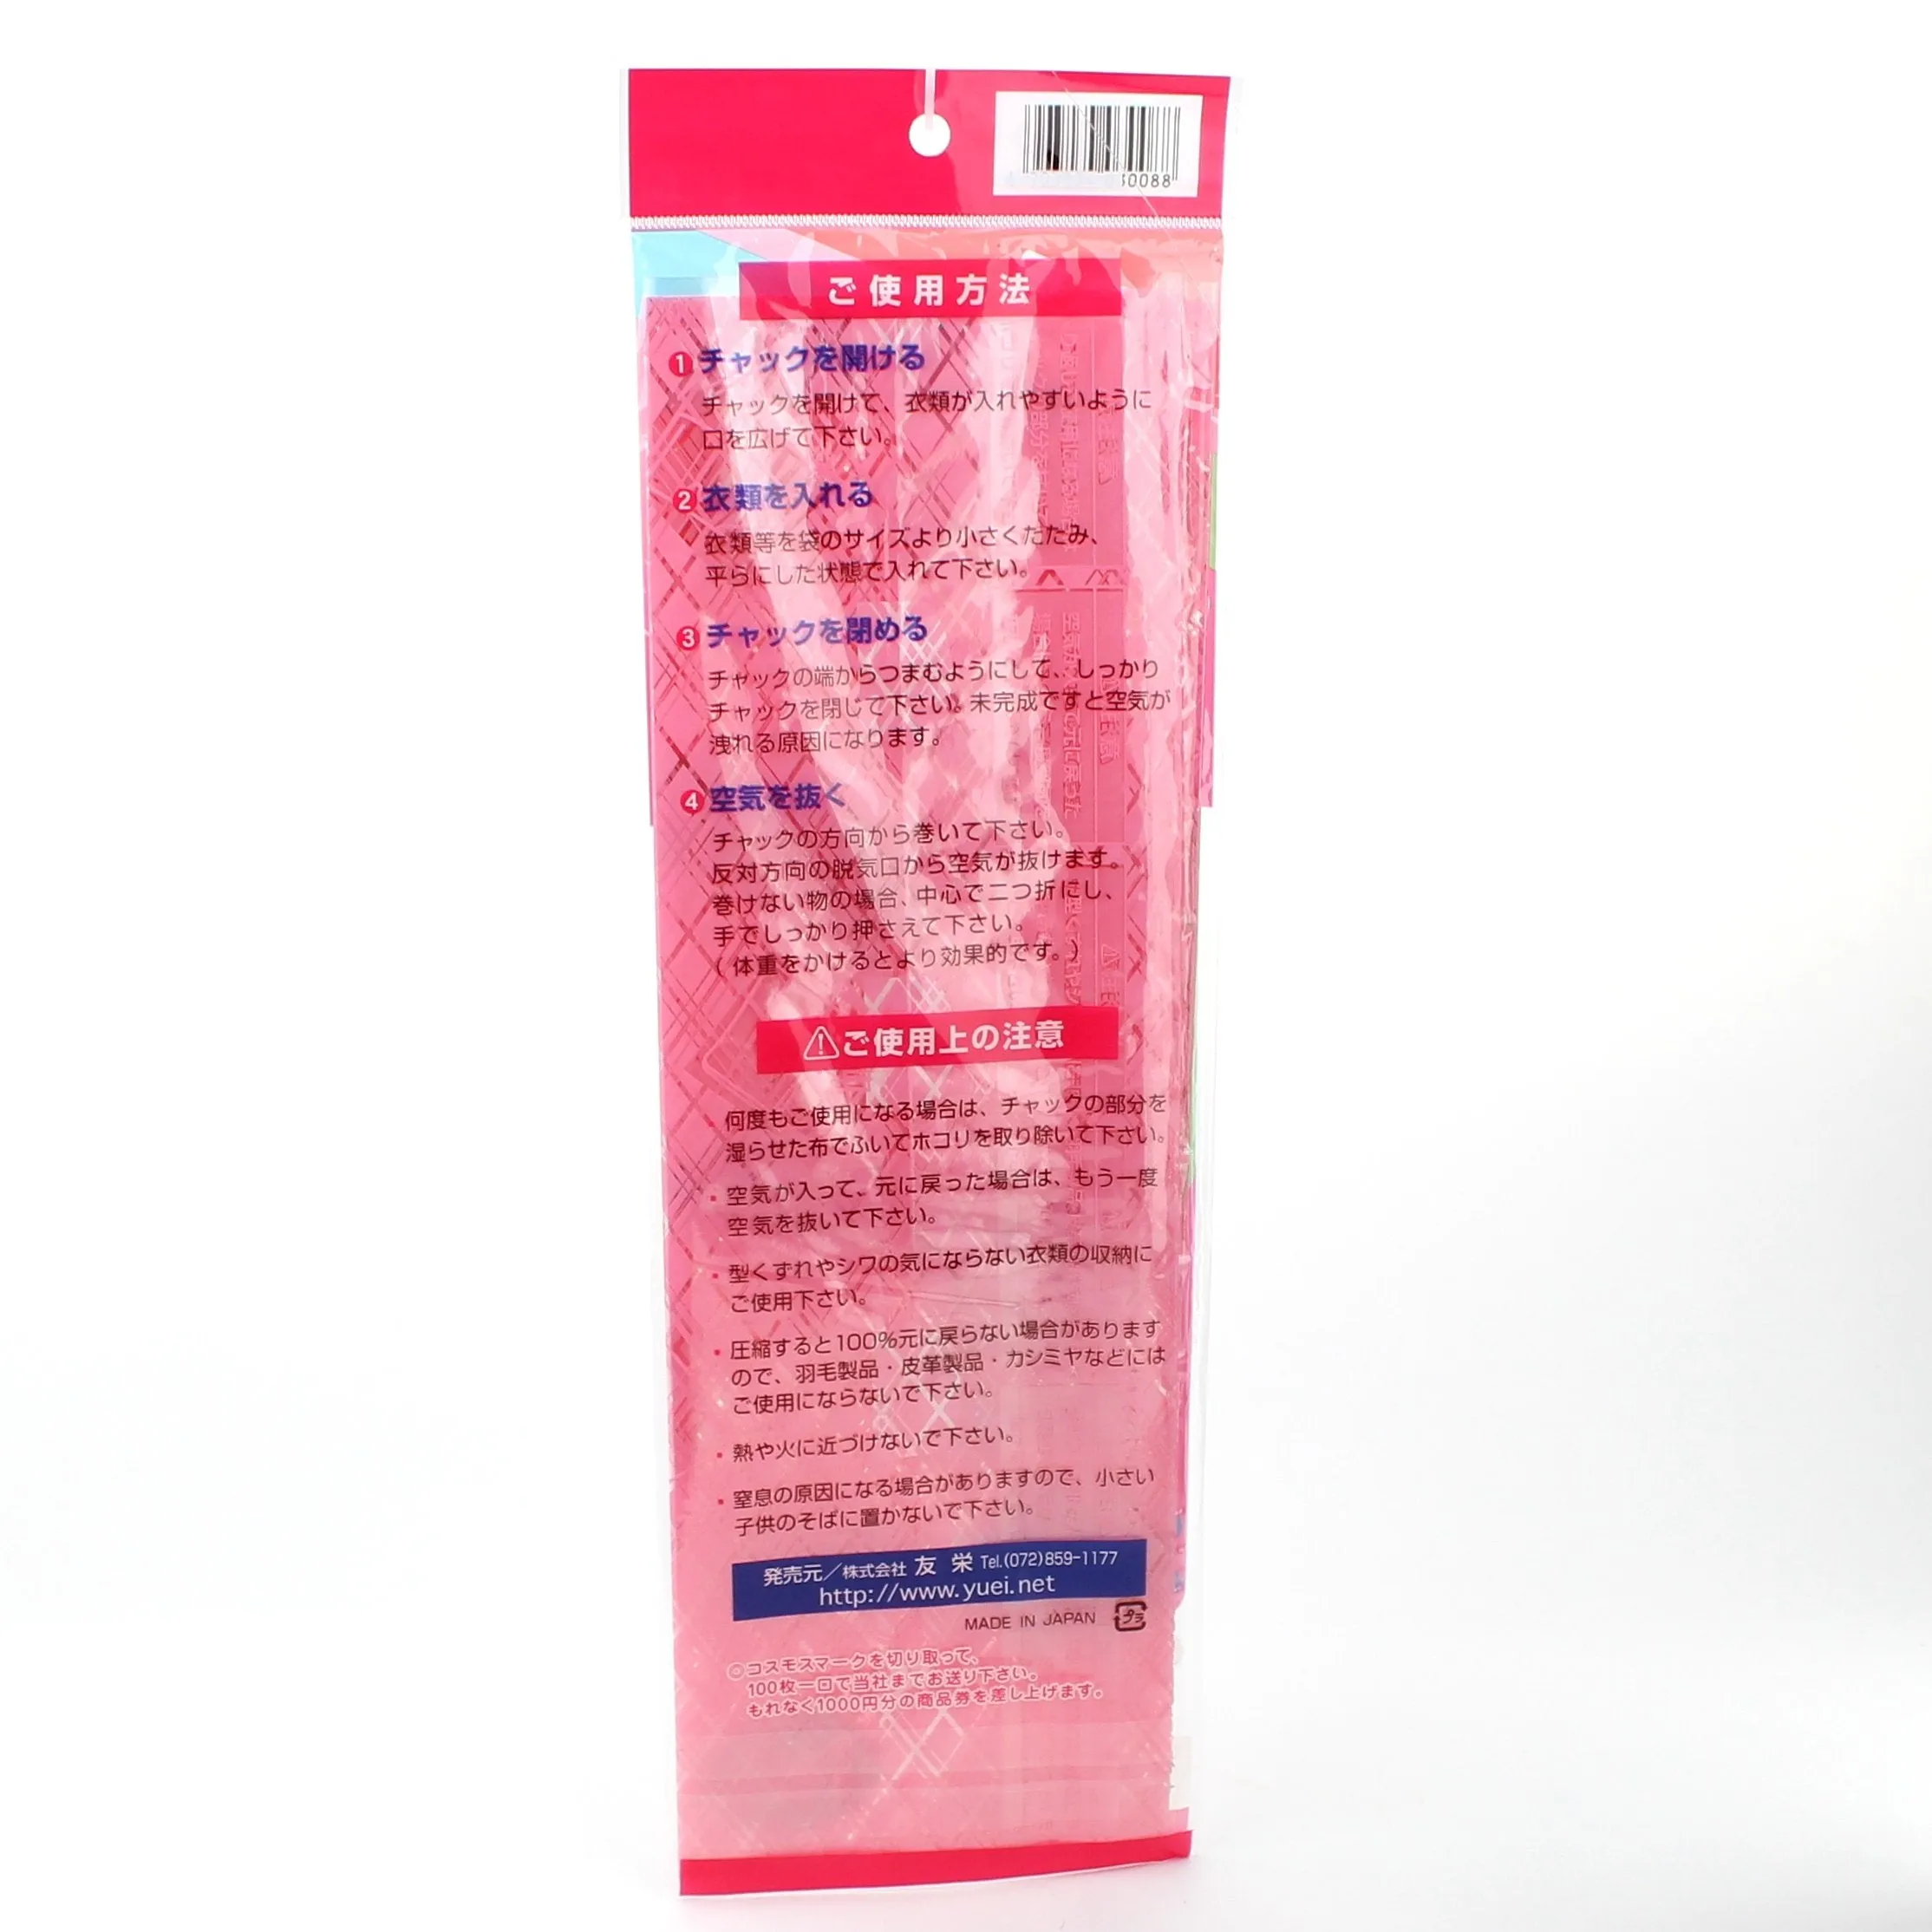 30088
ご使用方法
1 チャックを開ける
チャックを開けて、衣類が入れやすいように
口を広げて下さい。
2 衣類を入れる
衣類等を袋のサイズより小さくたたみ、
平らにした状態で入れて下さい。
3 チャックを閉める
チャックの端からつまむようにして、しっかり
チャックを閉じて下さい。未完成ですと空気が
洩れる原因になります。
4 空気を抜く
チャックの方向から巻いて下さい。
反対方向の脱気口から空気が抜けます。
巻けない物の場合、中心で二つ折にし、
手でしっかり押さえて下さい。
(体重をかけるとより効果的です。)
⚠ご使用上の注意
何度もご使用になる場合は、チャックの部分を
湿らせた布でふいてホコリを取り除いて下さい。
・空気が入って、元に戻った場合は、もう一度
空気を抜いて下さい。
・型くずれやシワの気にならない衣類の収納に
ご使用下さい。
・圧縮すると100%元に戻らない場合があります
ので、羽毛製品・皮革製品・カシミヤなどには
ご使用にならないで下さい。
・熱や火に近づけないで下さい。
・窒息の原因になる場合がありますので、小さい
子供のそばに置かないで下さい。
発売元／株式会社 友栄 Tel.(072)859-1177
http://www.yuei.net
MADE IN JAPAN プラ
◎コスモスマークを切り取って、
100枚一口で当社までお送り下さい。
もれなく1000円分の商品券を差し上げます。